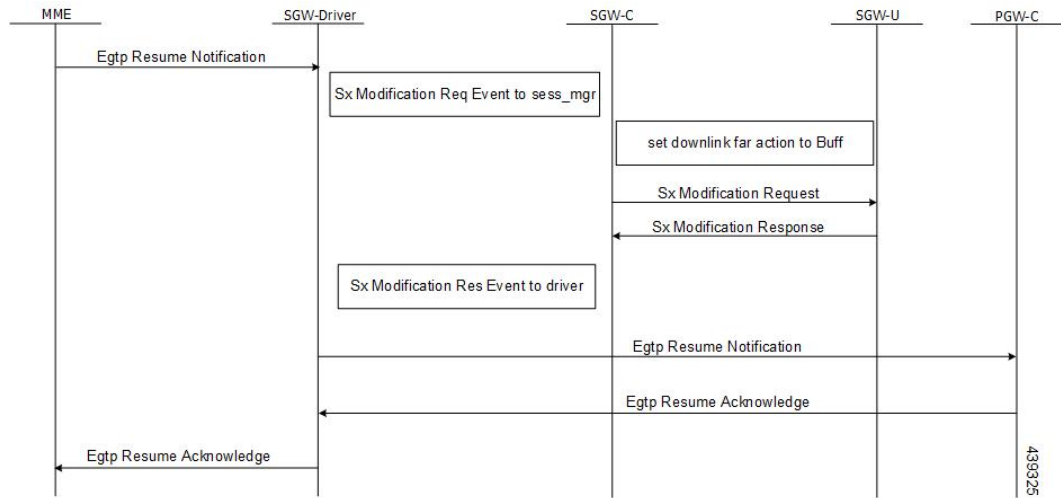 MME
SGW-Driver
SGW-C
SGW-U
PGW-C
Egtp Resume Notification
Sx Modification Req Event to sess_mgr
set downlink far action to Buff
Sx Modification Request
Sx Modification Response
Sx Modification Res Event to driver
Egtp Resume Notification
Egtp Resume Acknowledge
Egtp Resume Acknowledge
439325